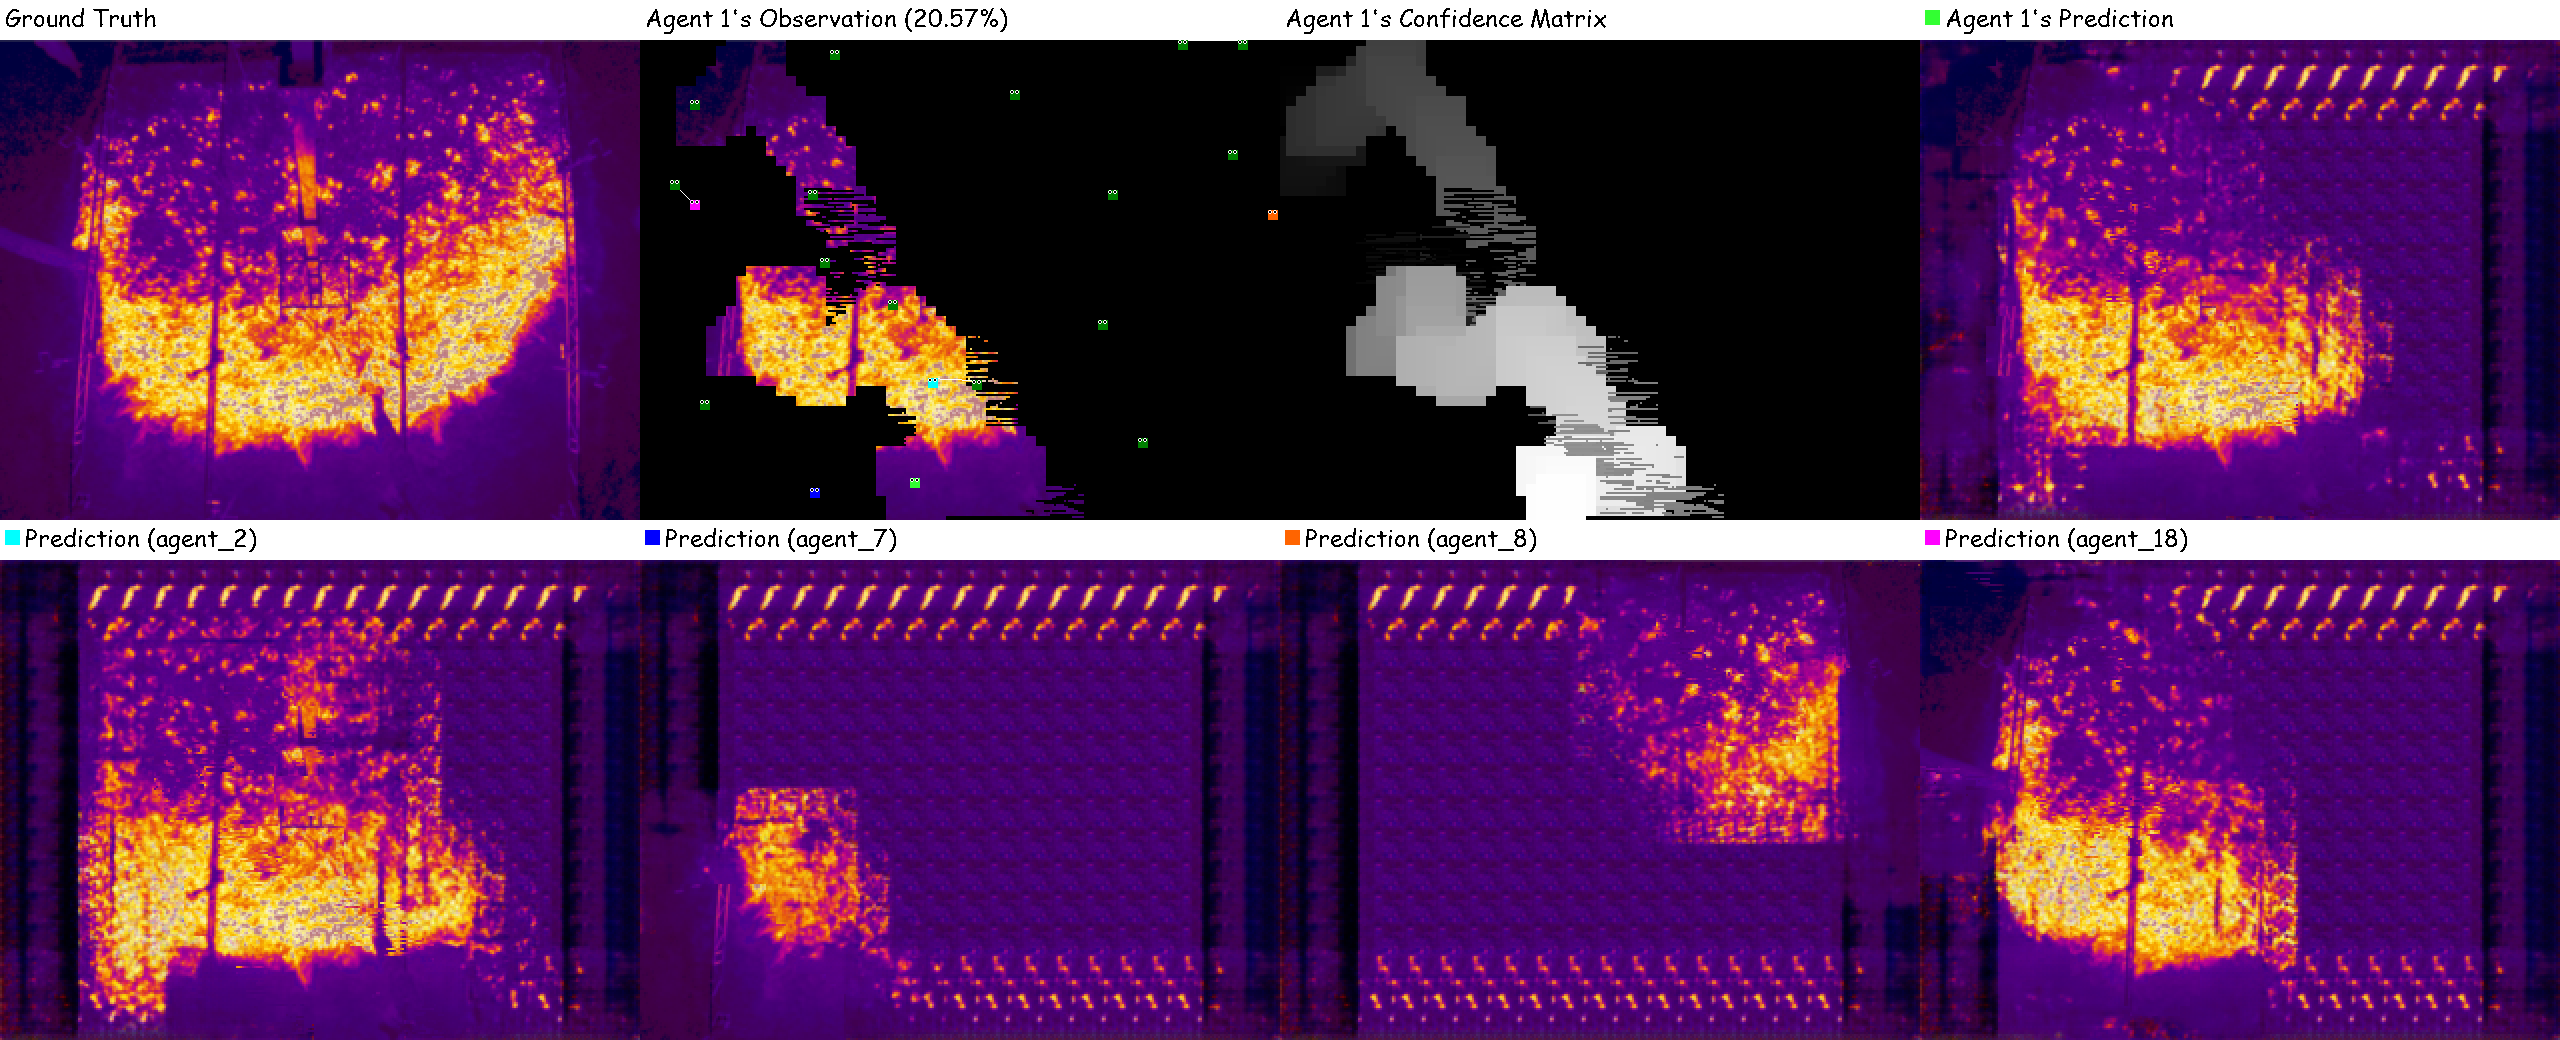 Ground Truth
Agent 1's Observation (20.57%)
Agent 1's Confidence Matrix
Agent 1's Prediction
Prediction (agent_2)
Prediction (agent_7)
Prediction (agent_8)
Prediction (agent_18)